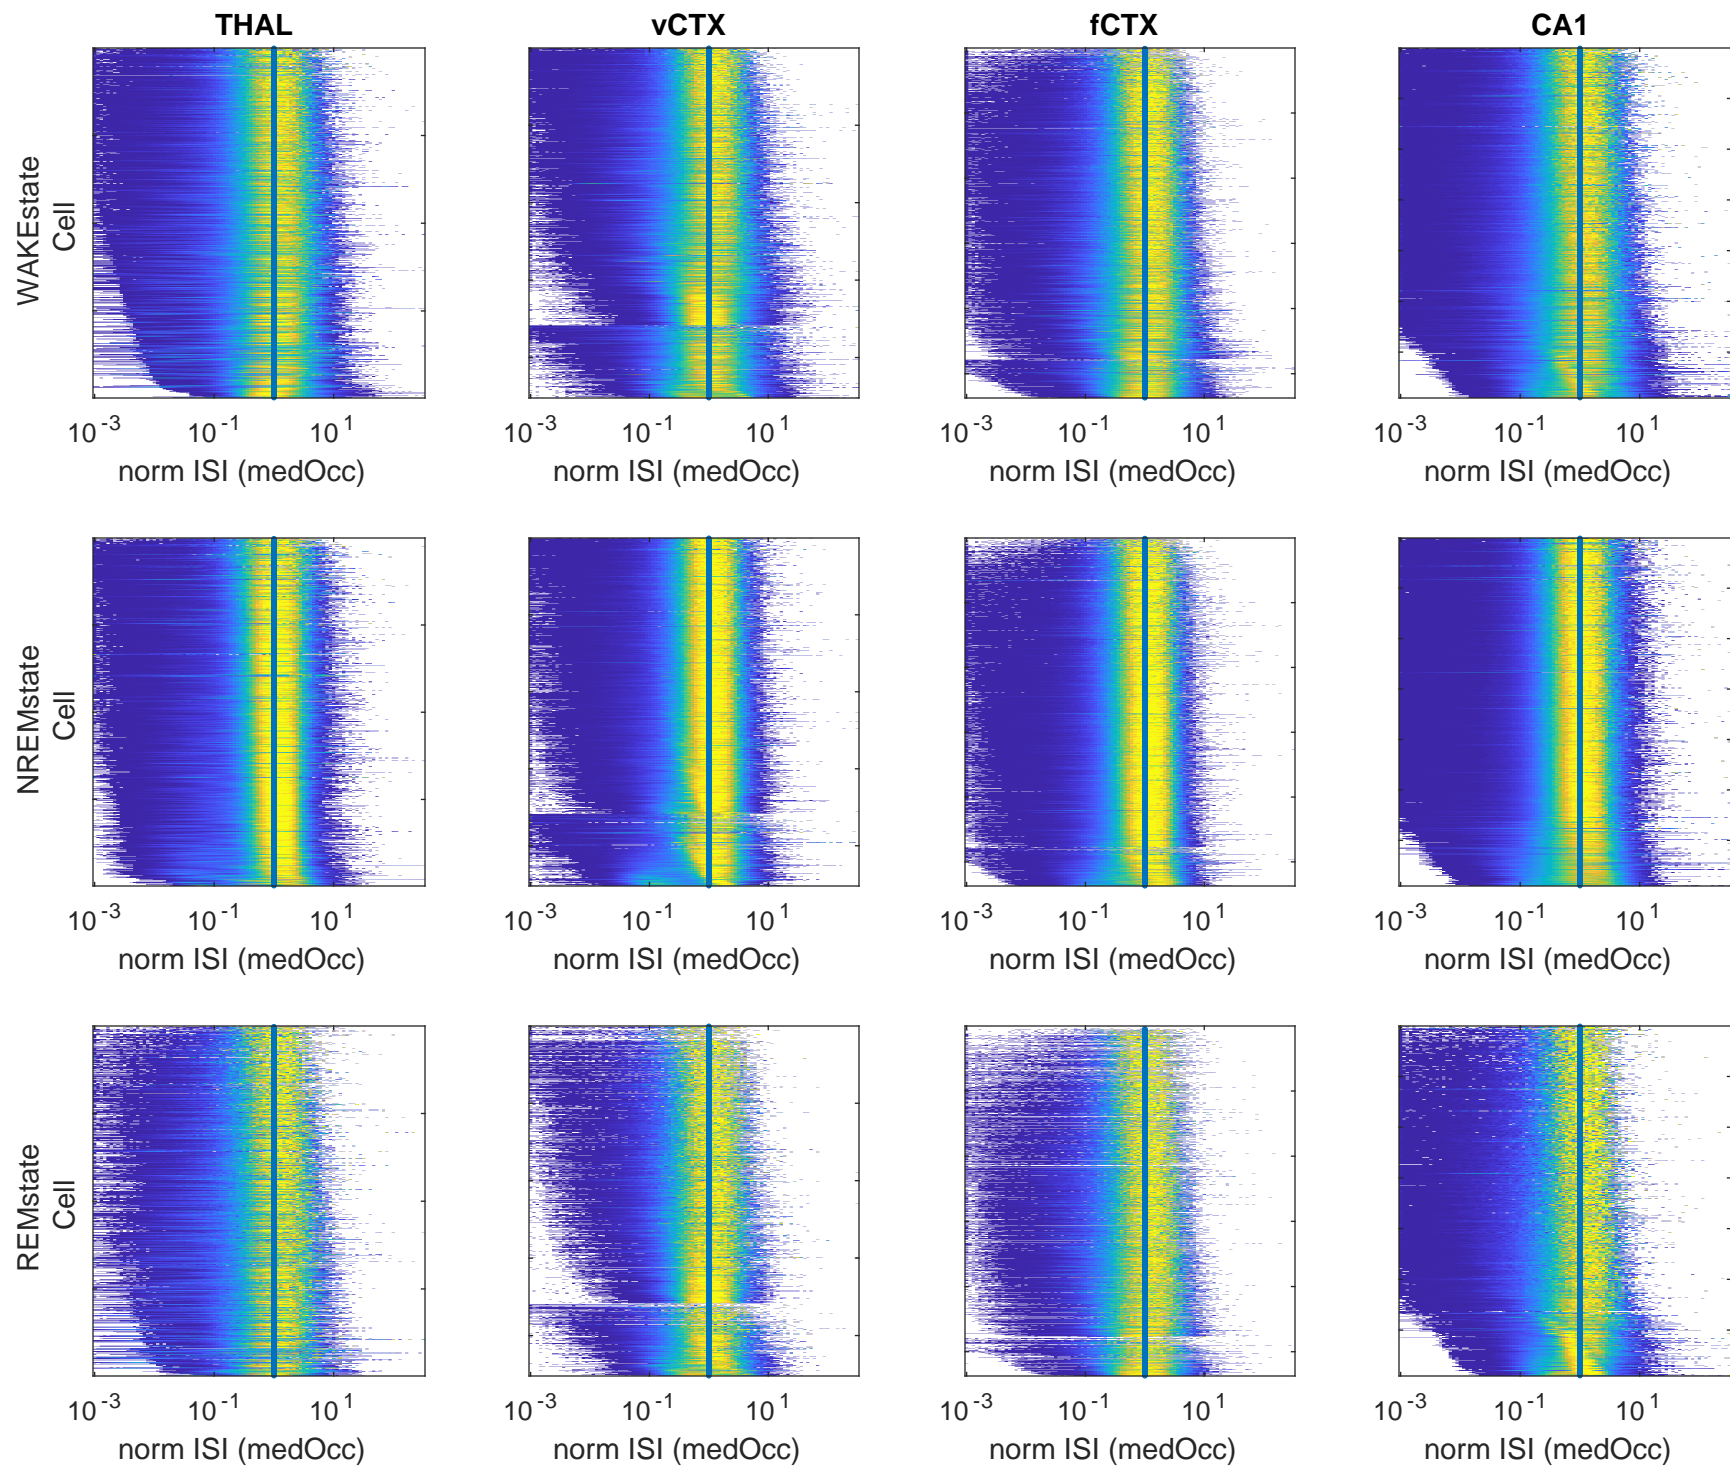 THAL vCTX fCTX CA1
WAKEstate
Cell
10^-3 10^-1 10^1 10^-3 10^-1 10^1 10^-3 10^-1 10^1 10^-3 10^-1 10^1
norm ISI (medOcc) norm ISI (medOcc) norm ISI (medOcc) norm ISI (medOcc)
NREMstate
Cell
10^-3 10^-1 10^1 10^-3 10^-1 10^1 10^-3 10^-1 10^1 10^-3 10^-1 10^1
norm ISI (medOcc) norm ISI (medOcc) norm ISI (medOcc) norm ISI (medOcc)
REMstate
Cell
10^-3 10^-1 10^1 10^-3 10^-1 10^1 10^-3 10^-1 10^1 10^-3 10^-1 10^1
norm ISI (medOcc) norm ISI (medOcc) norm ISI (medOcc) norm ISI (medOcc)